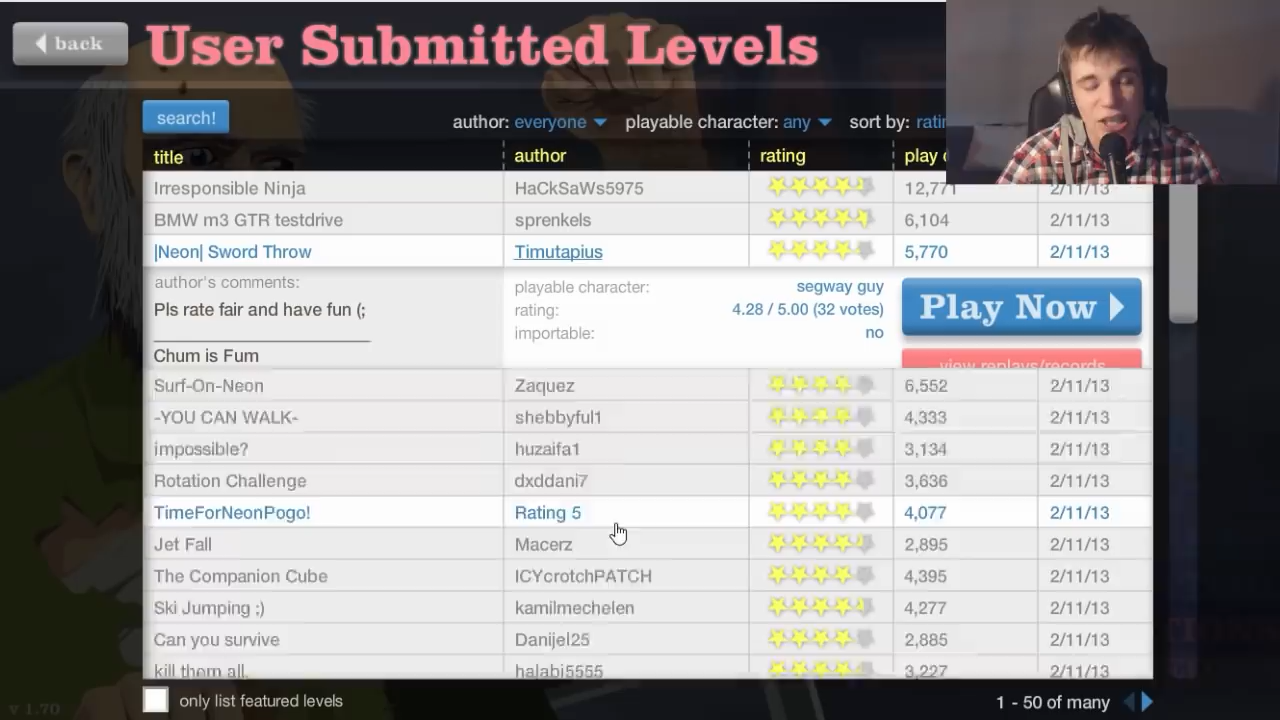 back
User Submitted Levels
search!
author: everyone playable character: any sort by: ratin
title author rating play
Irresponsible Ninja HaCkSaWs5975 12,771 2/11/13
BMW m3 GTR testdrive sprenkels 6,104 2/11/13
|Neon| Sword Throw Timutapius 5,770 2/11/13
author's comments:
Pls rate fair and have fun (;
Chum is Fum
playable character: segway guy
rating: 4.28 / 5.00 (32 votes)
importable: no
Play Now
view replays/records
Surf-On-Neon Zaquez 6,552 2/11/13
-YOU CAN WALK- shebbyful1 4,333 2/11/13
impossible? huzaifa1 3,134 2/11/13
Rotation Challenge dxddani7 3,636 2/11/13
TimeForNeonPogo! Rating 5 4,077 2/11/13
Jet Fall Macerz 2,895 2/11/13
The Companion Cube ICYcrotchPATCH 4,395 2/11/13
Ski Jumping ;) kamilmechelen 4,277 2/11/13
Can you survive Danijel25 2,885 2/11/13
kill them all. halabi5555 3,227 2/11/13
only list featured levels
1 - 50 of many
v 1.70